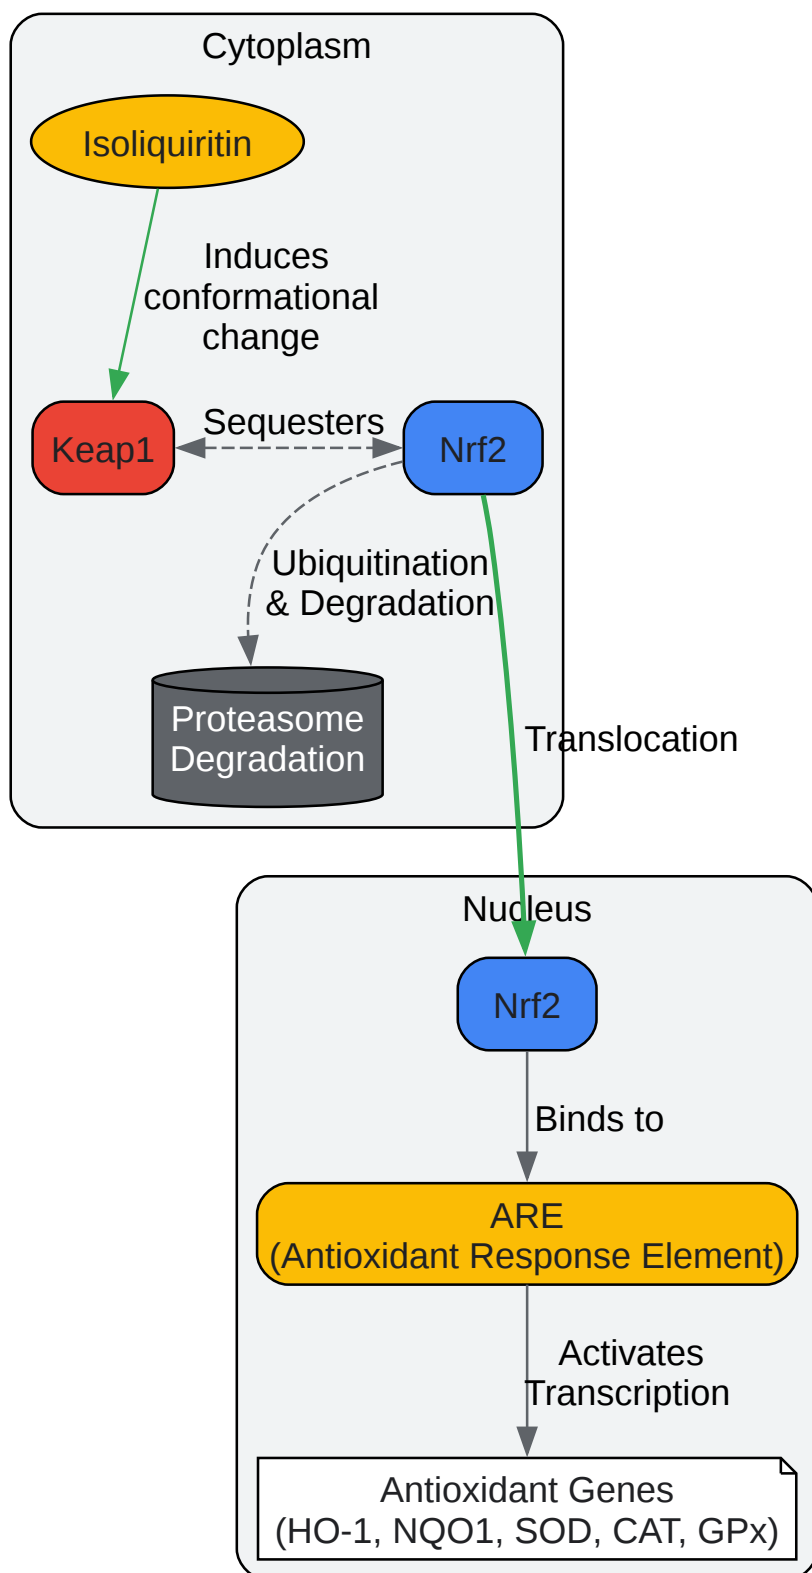 Cytoplasm
Isoliquiritin
Induces
conformational
change
Keap1
Sequesters
Nrf2
Ubiquitination
& Degradation
Proteasome
Degradation
Translocation
Nucleus
Nrf2
Binds to
ARE
(Antioxidant Response Element)
Activates
Transcription
Antioxidant Genes
(HO-1, NQO1, SOD, CAT, GPx)